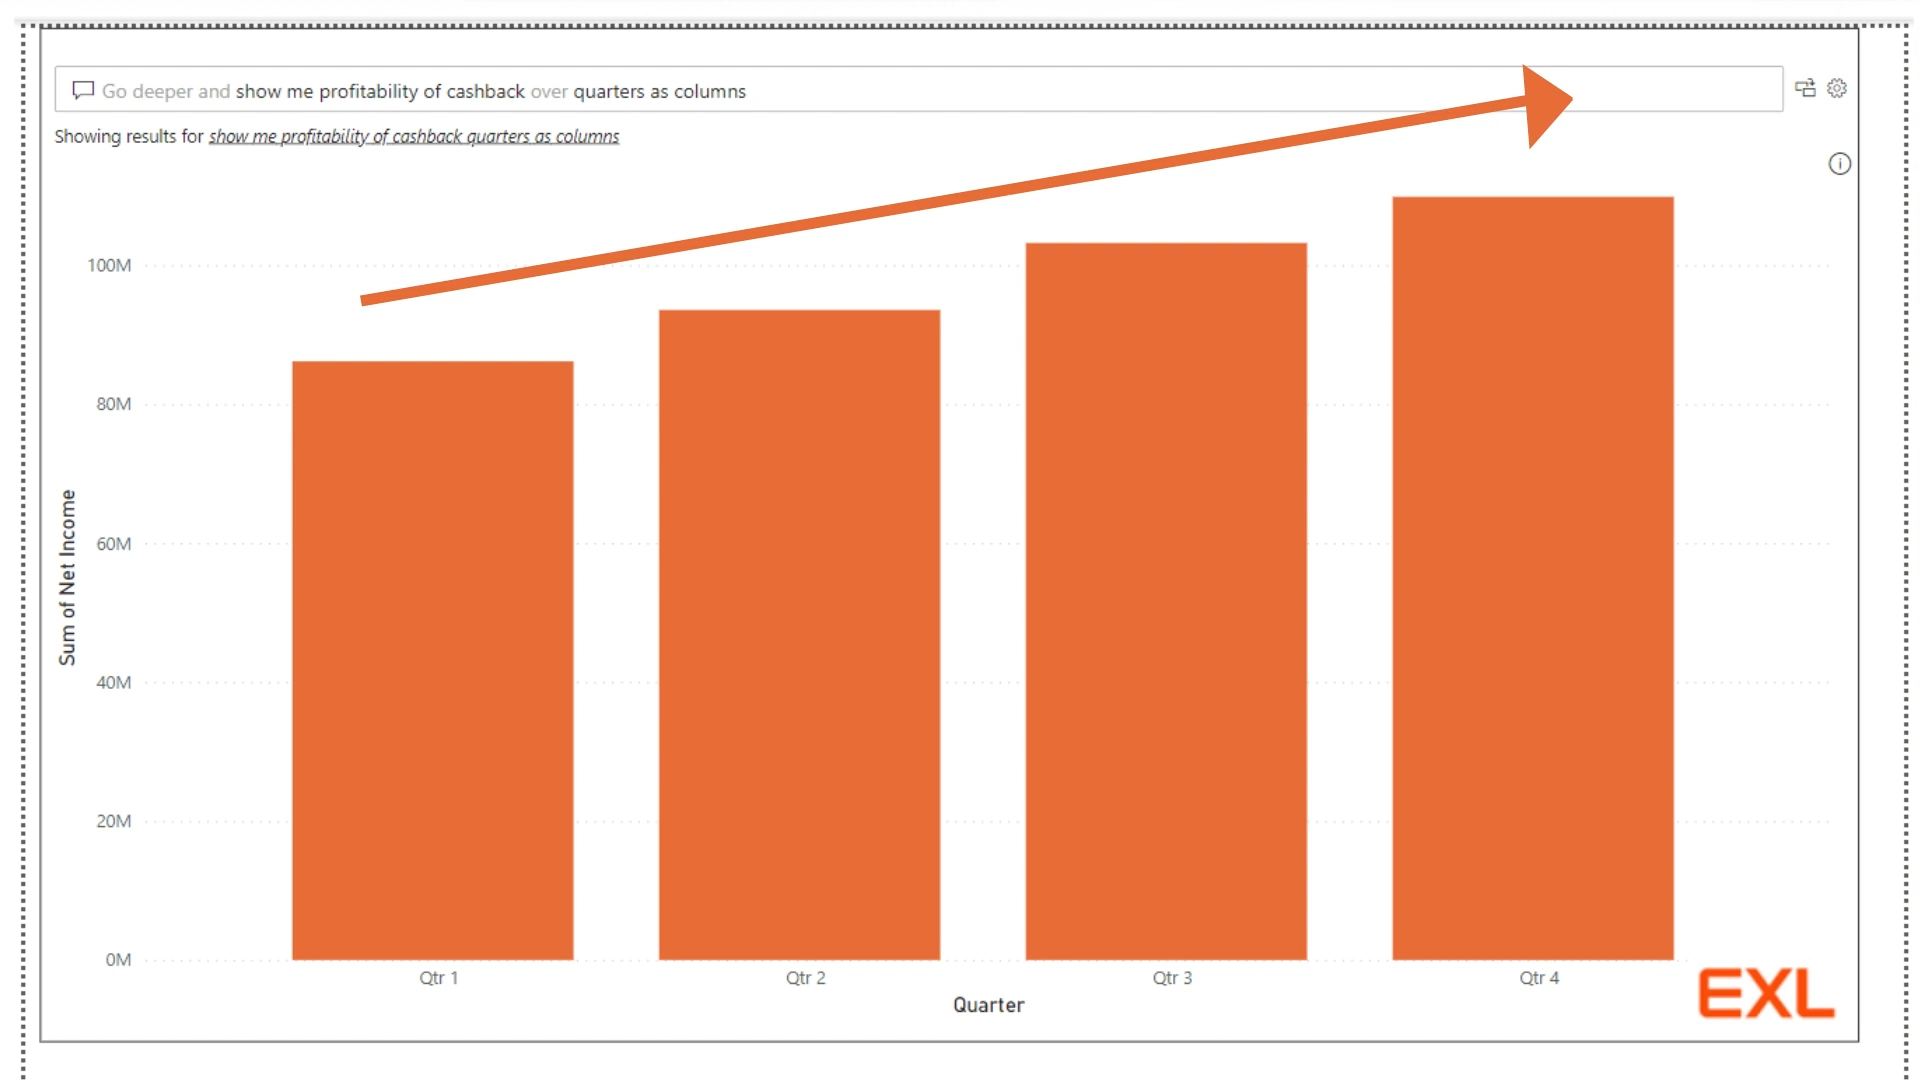 Go deeper and show me profitability of cashback over quarters as columns
Showing results for show me profitability of cashback quarters as columns
100M
80M
60M
40M
20M
0M
Sum of Net Income
Qtr 1
Qtr 2
Qtr 3
Qtr 4
Quarter
EXL